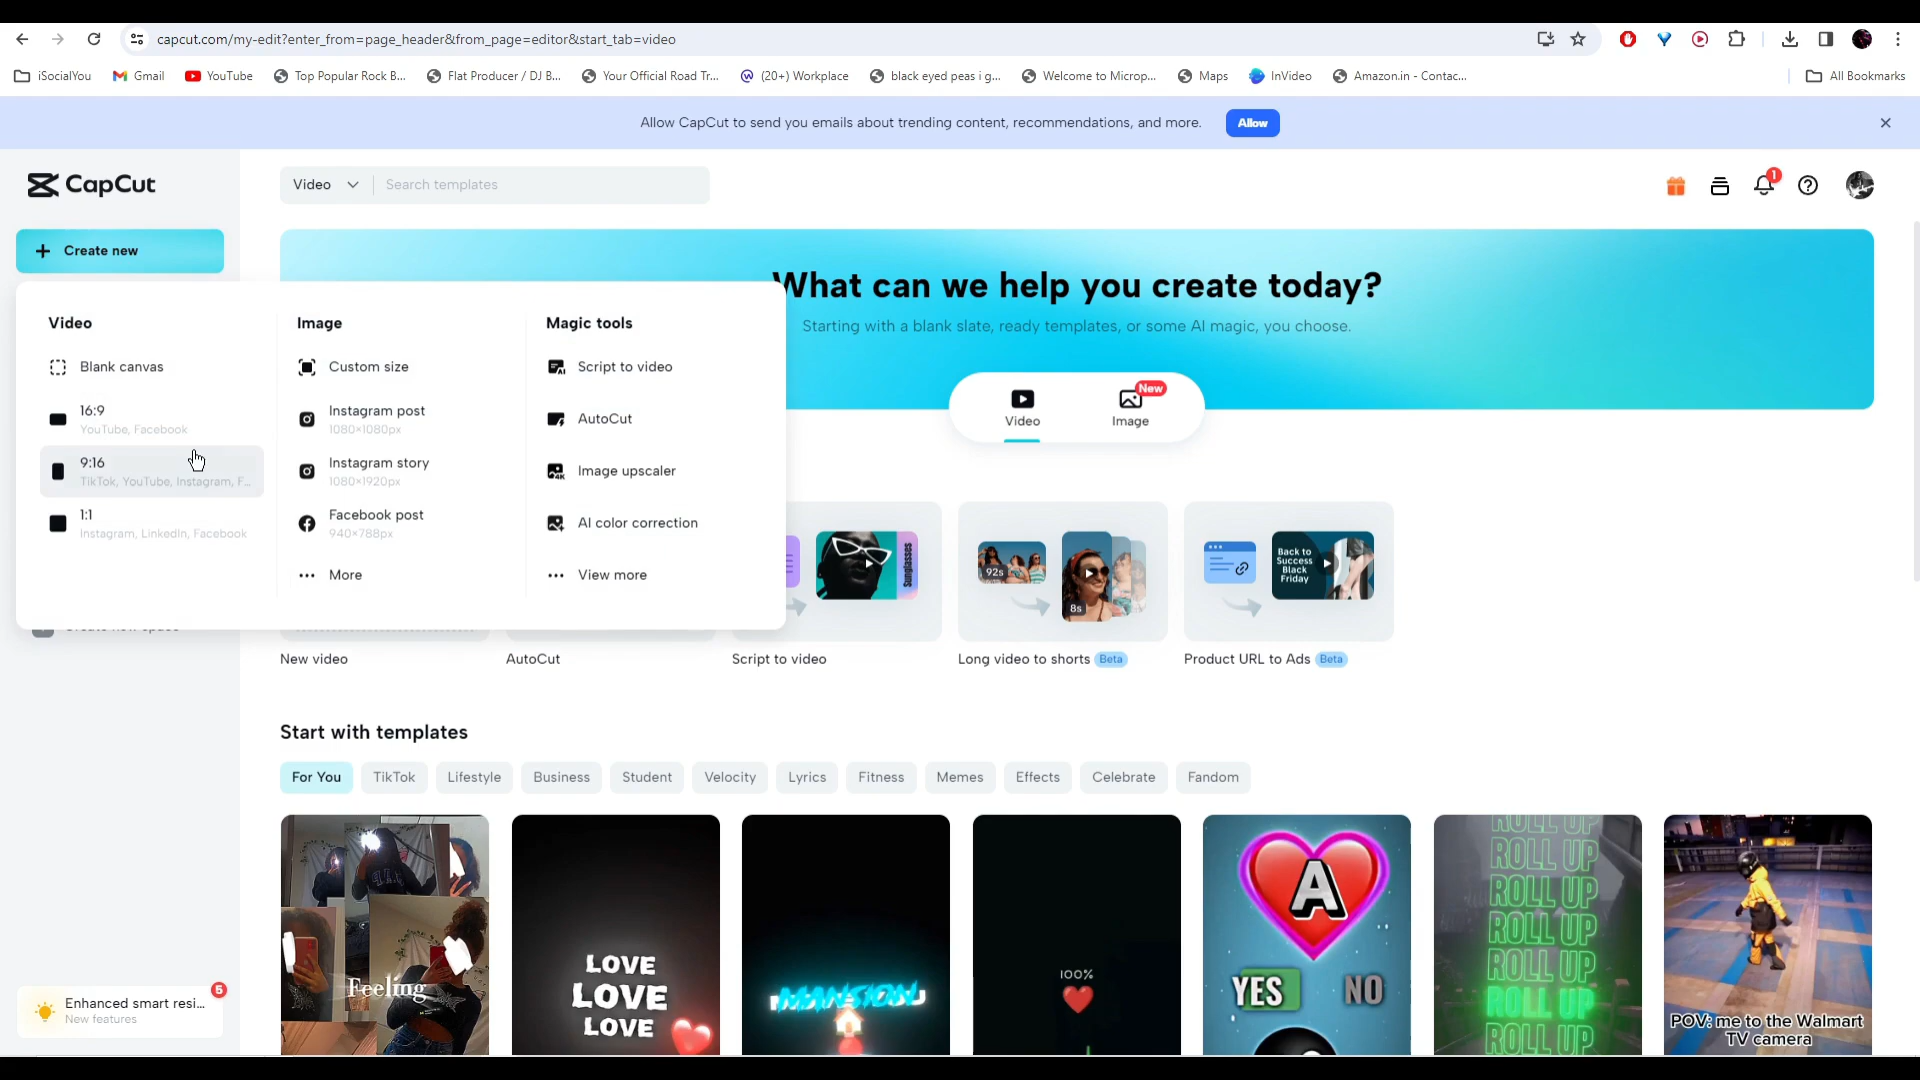 capcut.com/my-edit?enter_from=page_header&from_page=editor&start_tab=video
iSocialYou
Gmail
YouTube
Top Popular Rock B...
Flat Producer / DJ B...
Your Official Road Tr...
(20+) Workplace
black eyed peas i g...
Welcome to Microp...
Maps
InVideo
Amazon.in - Contac...
All Bookmarks
Allow CapCut to send you emails about trending content, recommendations, and more.
Allow
CapCut
Video
Search templates
1
Create new
What can we help you create today?
Starting with a blank slate, ready templates, or some AI magic, you choose.
Video
Image
New
Video
Blank canvas
16:9
YouTube, Facebook
9:16
TikTok, YouTube, Instagram, F...
1:1
Instagram, LinkedIn, Facebook
Image
Custom size
Instagram post
1080×1080px
Instagram story
1080×1920px
Facebook post
940×788px
More
Magic tools
Script to video
AutoCut
Image upscaler
AI color correction
View more
Sunglasses
92s
8s
Back to
Success
Black
Friday
New video
AutoCut
Script to video
Long video to shorts Beta
Product URL to Ads Beta
Start with templates
For You
TikTok
Lifestyle
Business
Student
Velocity
Lyrics
Fitness
Memes
Effects
Celebrate
Fandom
Feeling
LOVE
LOVE
LOVE
MANSION
100%
A
YES
NO
ROLL UP
ROLL UP
ROLL UP
ROLL UP
ROLL UP
ROLL UP
ROLL UP
POV: me to the Walmart
TV camera
Enhanced smart resi...
New features
5